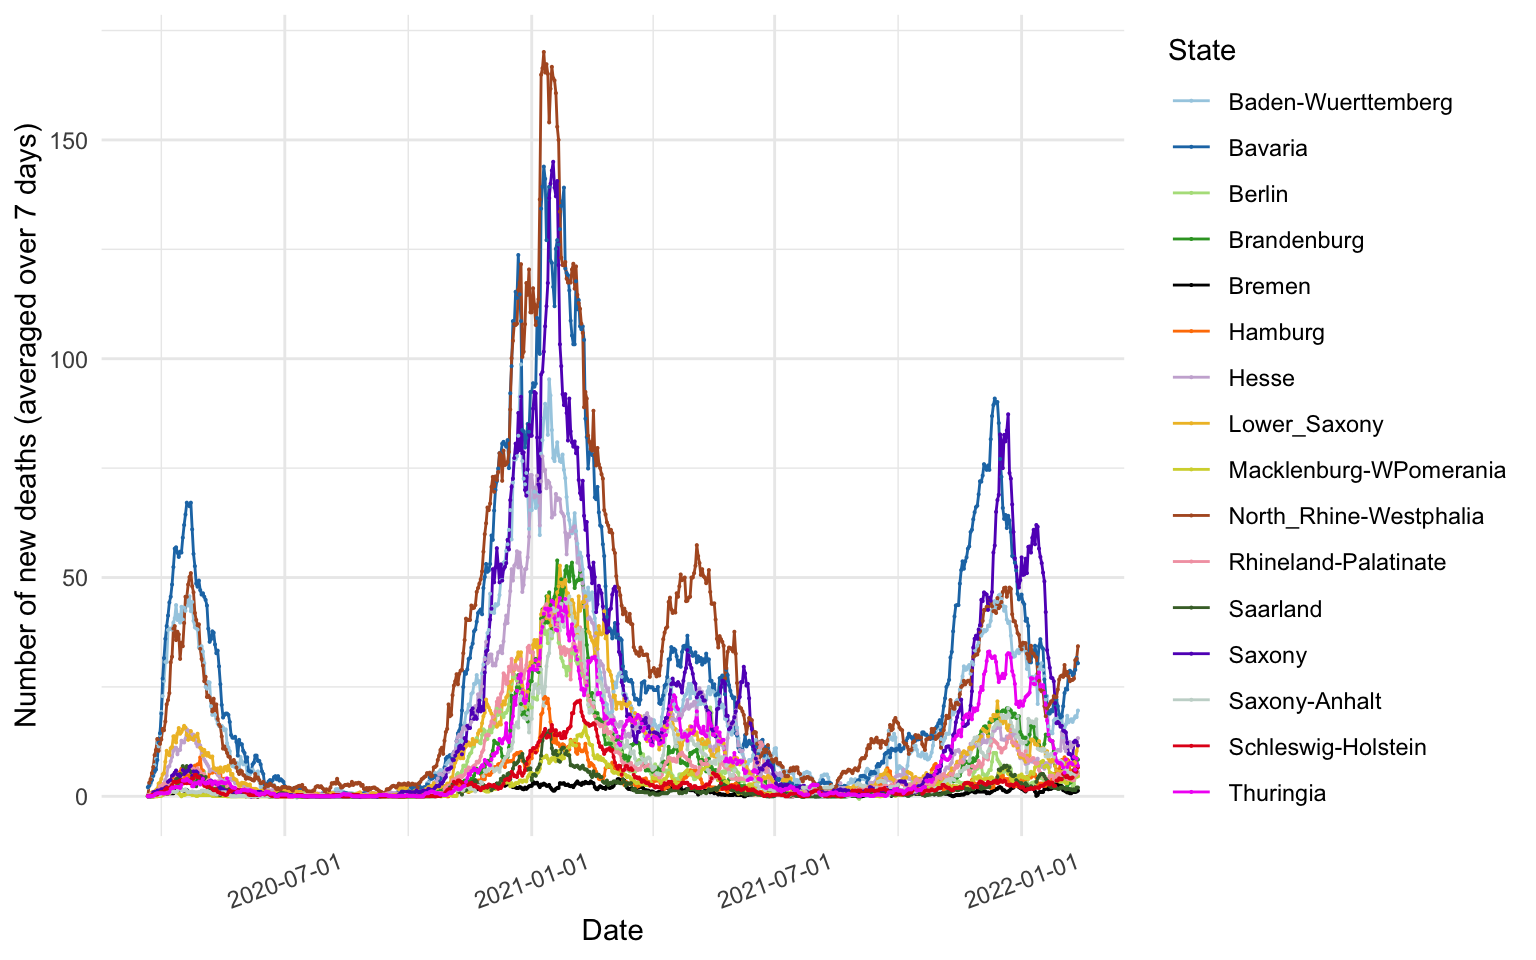 Number of new deaths (averaged over 7 days)
150
100
50
0
2020-07-01
2021-01-01
2021-07-01
2022-01-01
Date
State
Baden-Wuerttemberg
Bavaria
Berlin
Brandenburg
Bremen
Hamburg
Hesse
Lower_Saxony
Macklenburg-WPomerania
North_Rhine-Westphalia
Rhineland-Palatinate
Saarland
Saxony
Saxony-Anhalt
Schleswig-Holstein
Thuringia